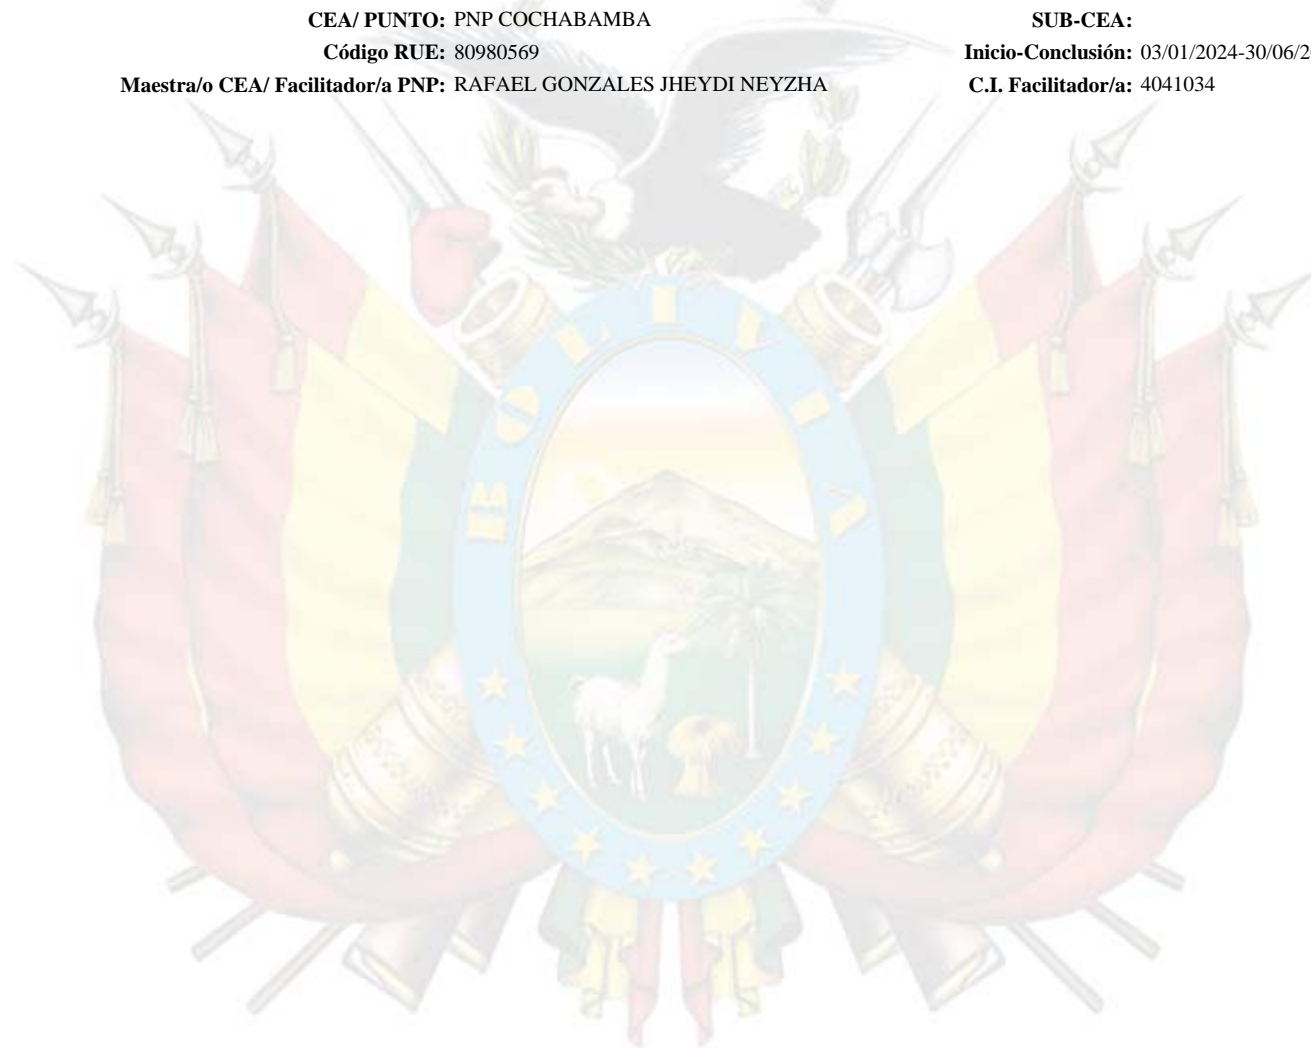 CEA/ PUNTO: PNP COCHABAMBA SUB-CEA:
Código RUE: 80980569 Inicio-Conclusión: 03/01/2024-30/06/2
Maestra/o CEA/ Facilitador/a PNP: RAFAEL GONZALES JHEYDI NEYZHA C.I. Facilitador/a: 4041034
BOLIVIA